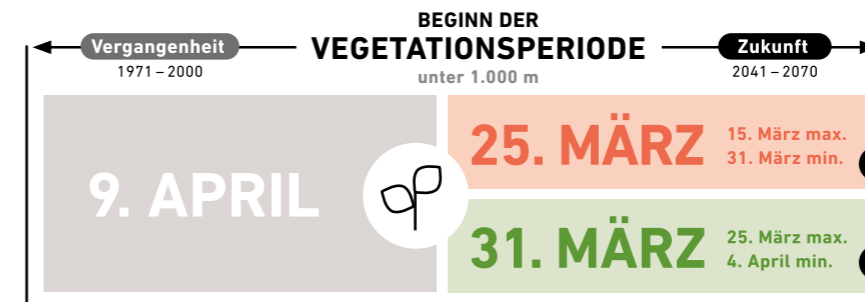 BEGINN DER
Vergangenheit VEGETATIONSPERIODE Zukunft
1971 – 2000 unter 1.000 m 2041 – 2070
9. APRIL
25. MÄRZ
15. März max.
31. März min.
31. MÄRZ
25. März max.
4. April min.